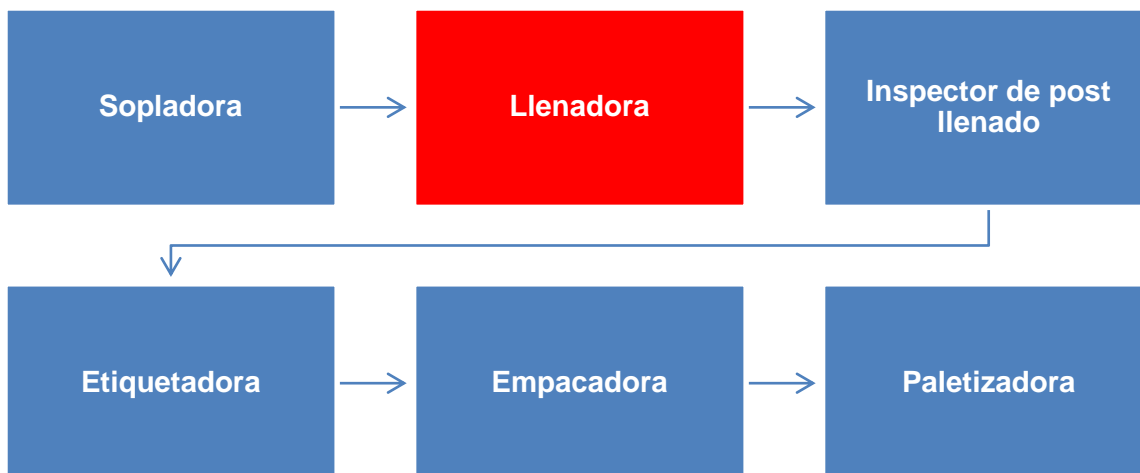 Sopladora
Llenadora
Inspector de post
llenado
Etiquetadora
Empacadora
Paletizadora